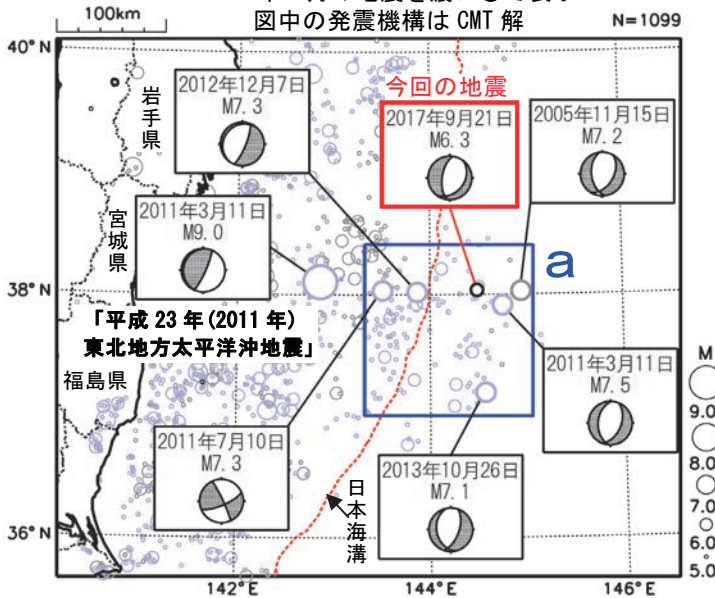 図中の発震機構は CMT 解
N=1099
100km
40°N
38°N
36°N
142°E
144°E
146°E
岩手県
宮城県
福島県
2012年12月7日
M7.3
今回の地震
2017年9月21日
M6.3
2005年11月15日
M7.2
2011年3月11日
M9.0
「平成 23 年(2011 年)
東北地方太平洋沖地震」
a
2011年3月11日
M7.5
2011年7月10日
M7.3
2013年10月26日
M7.1
日本海溝
M
9.0
8.0
7.0
6.0
5.0